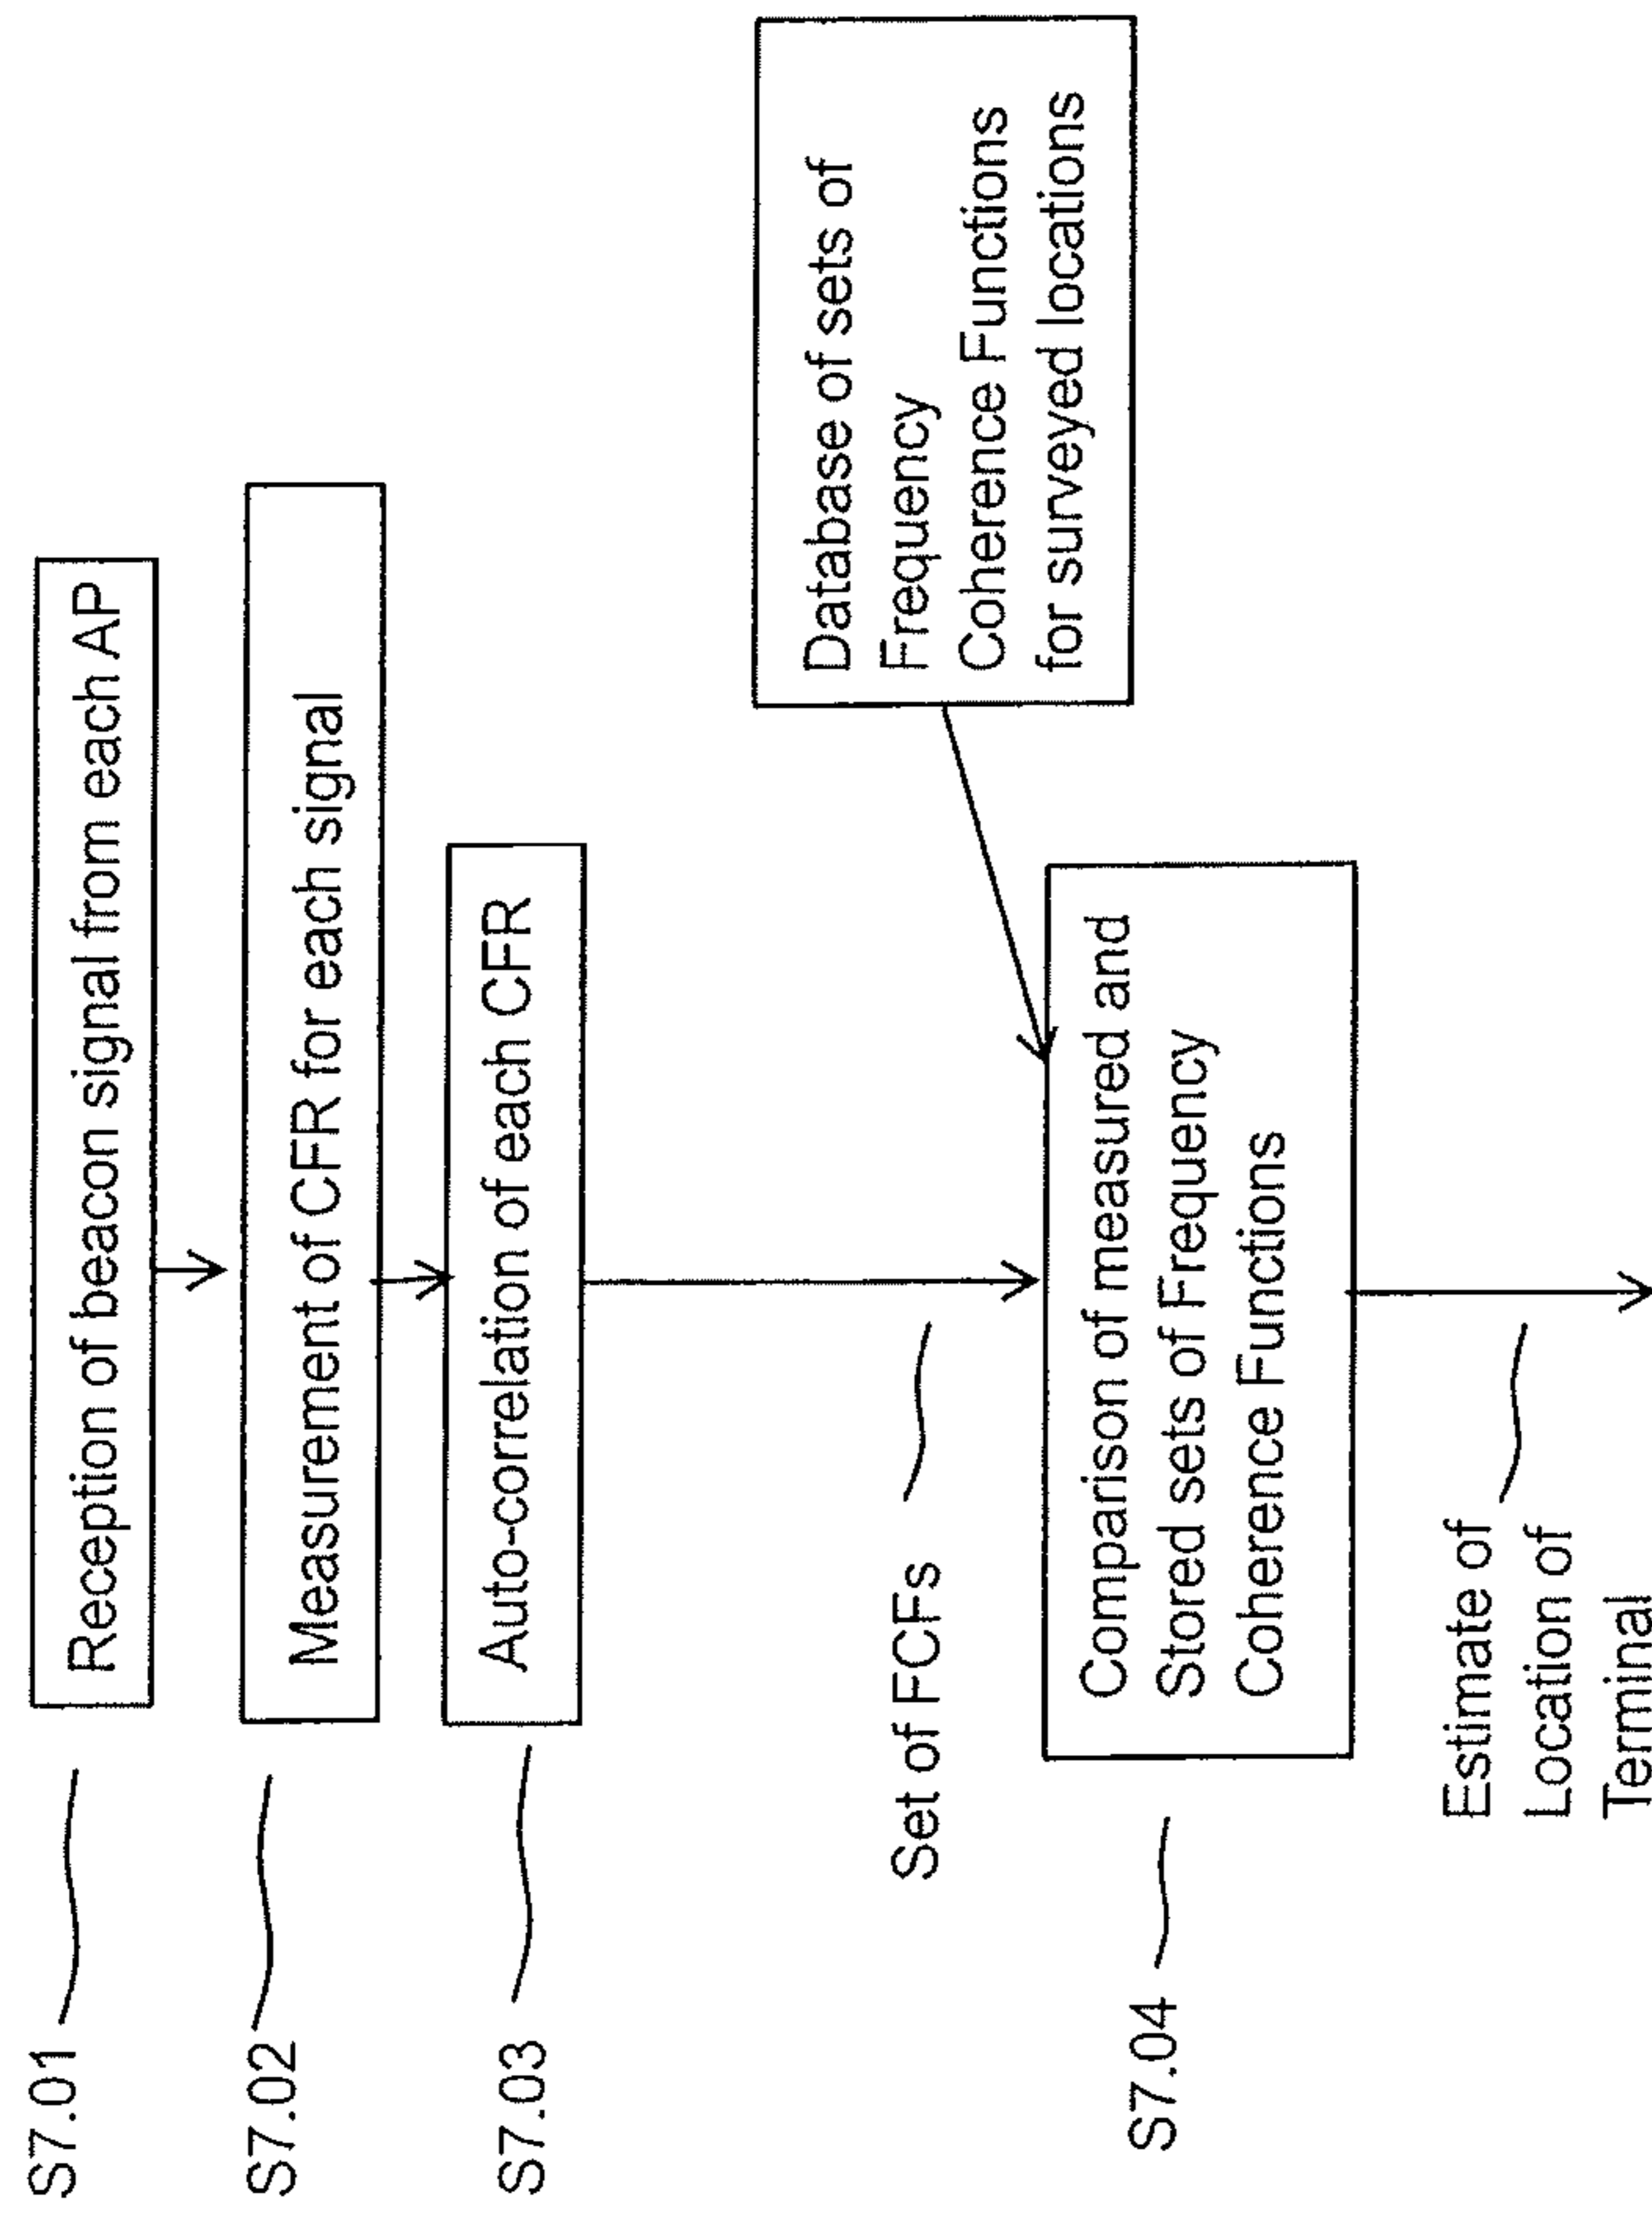 S7.01
Reception of beacon signal from each AP
S7.02
Measurement of CFR for each signal
S7.03
Auto-correlation of each CFR
Database of sets of
Frequency
Coherence Functions
for surveyed locations
Set of FCFs
S7.04
Comparison of measured and
Stored sets of Frequency
Coherence Functions
Estimate of
Location of
Terminal